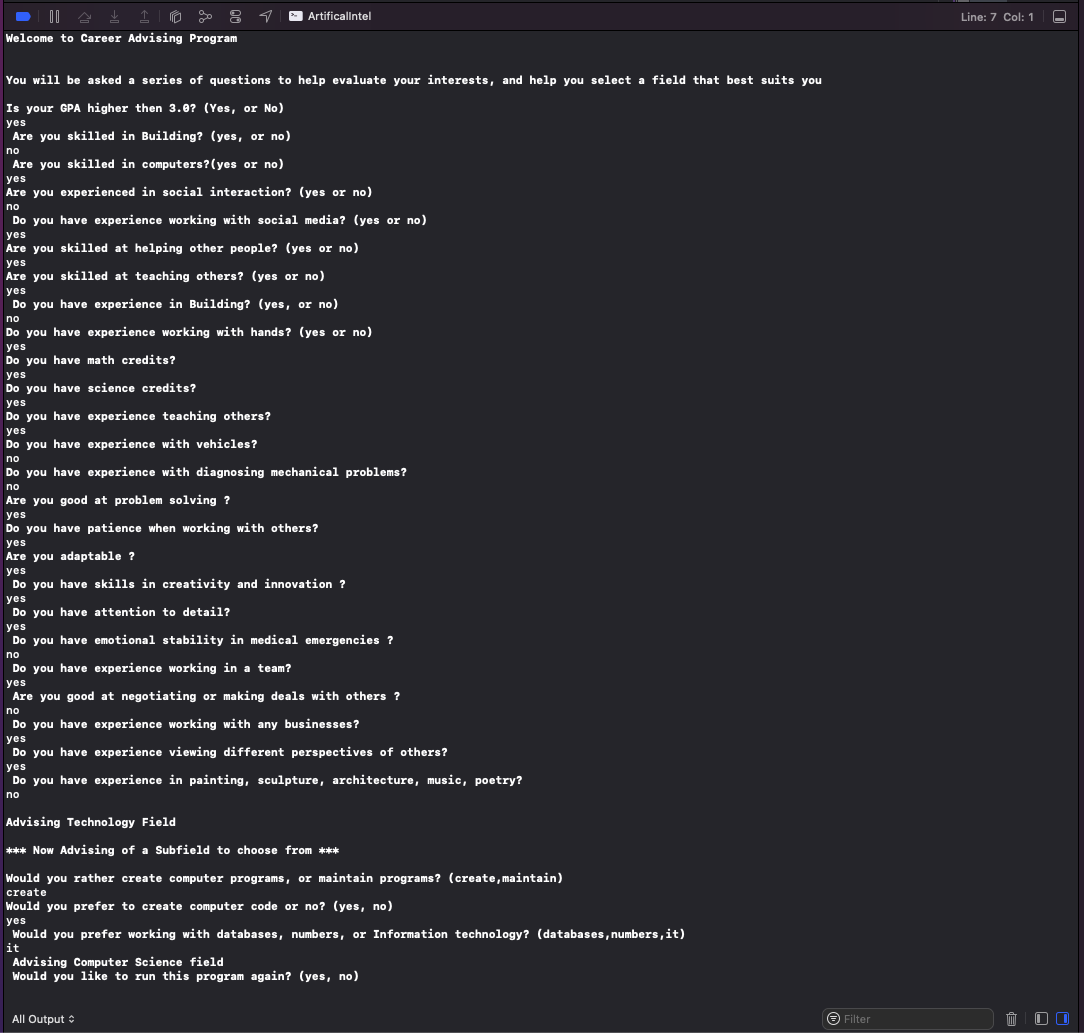 ArtificalIntel
Line: 7 Col: 1
Welcome to Career Advising Program
You will be asked a series of questions to help evaluate your interests, and help you select a field that best suits you
Is your GPA higher then 3.0? (Yes, or No)
yes
Are you skilled in Building? (yes, or no)
no
Are you skilled in computers?(yes or no)
yes
Are you experienced in social interaction? (yes or no)
no
Do you have experience working with social media? (yes or no)
yes
Are you skilled at helping other people? (yes or no)
yes
Are you skilled at teaching others? (yes or no)
yes
Do you have experience in Building? (yes, or no)
no
Do you have experience working with hands? (yes or no)
yes
Do you have math credits?
yes
Do you have science credits?
yes
Do you have experience teaching others?
yes
Do you have experience with vehicles?
no
Do you have experience with diagnosing mechanical problems?
no
Are you good at problem solving ?
yes
Do you have patience when working with others?
yes
Are you adaptable ?
yes
Do you have skills in creativity and innovation ?
yes
Do you have attention to detail?
yes
Do you have emotional stability in medical emergencies ?
no
Do you have experience working in a team?
yes
Are you good at negotiating or making deals with others ?
no
Do you have experience working with any businesses?
yes
Do you have experience viewing different perspectives of others?
yes
Do you have experience in painting, sculpture, architecture, music, poetry?
no
Advising Technology Field
*** Now Advising of a Subfield to choose from ***
Would you rather create computer programs, or maintain programs? (create,maintain)
create
Would you prefer to create computer code or no? (yes, no)
yes
Would you prefer working with databases, numbers, or Information technology? (databases,numbers,it)
it
Advising Computer Science field
Would you like to run this program again? (yes, no)
All Output
Filter